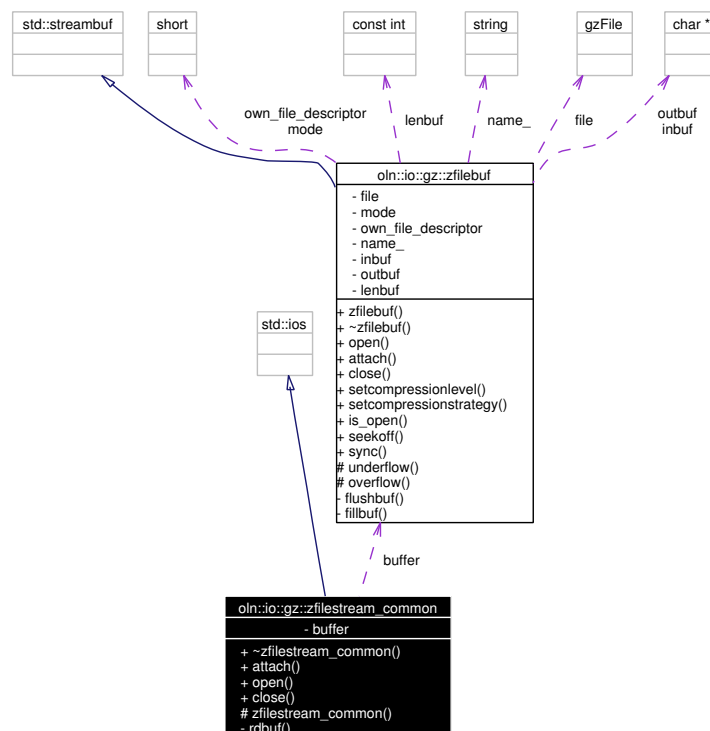 std::streambuf
short
const int
string
gzFile
char *
own_file_descriptor
mode
lenbuf
name_
file
outbuf
inbuf
oln::io::gz::zfilebuf
- file
- mode
- own_file_descriptor
- name_
- inbuf
- outbuf
- lenbuf
+ zfilebuf()
+ ~zfilebuf()
+ open()
+ attach()
+ close()
+ setcompressionlevel()
+ setcompressionstrategy()
+ is_open()
+ seekoff()
+ sync()
# underflow()
# overflow()
- flushbuf()
- fillbuf()
std::ios
buffer
oln::io::gz::zfilestream_common
- buffer
+ ~zfilestream_common()
+ attach()
+ open()
+ close()
# zfilestream_common()
- rdbuf()